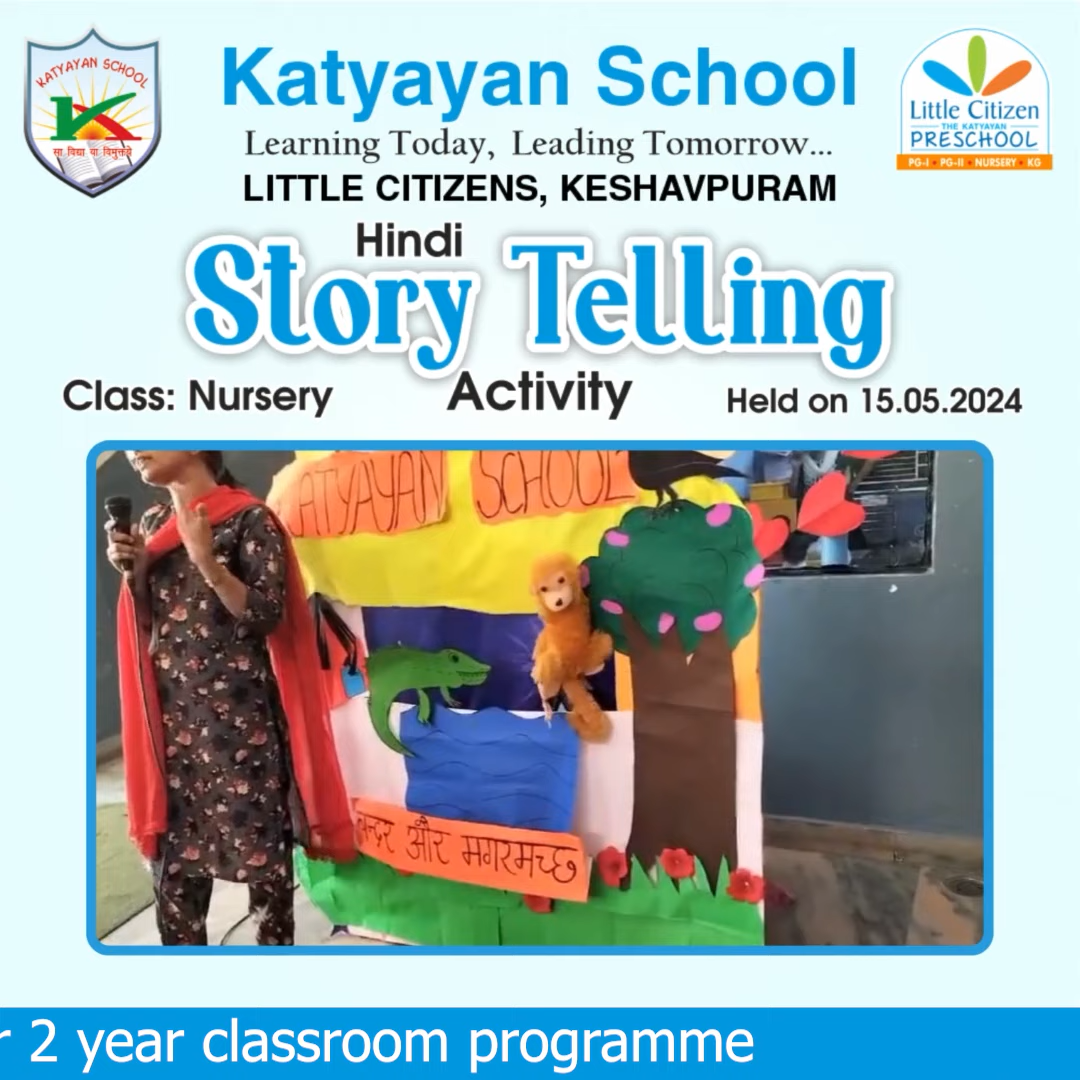 KATYAYAN SCHOOL
सा विद्या या विमुक्तये
Katyayan School
Learning Today, Leading Tomorrow...
LITTLE CITIZENS, KESHAVPURAM
Little Citizen
THE KATYAYAN
PRESCHOOL
PG-I • PG-II • NURSERY • KG
Hindi
Story Telling
Activity
Class: Nursery
Held on 15.05.2024
ATYAYAN SCHOOL
बन्दर और मगरमच्छ
2 year classroom programme